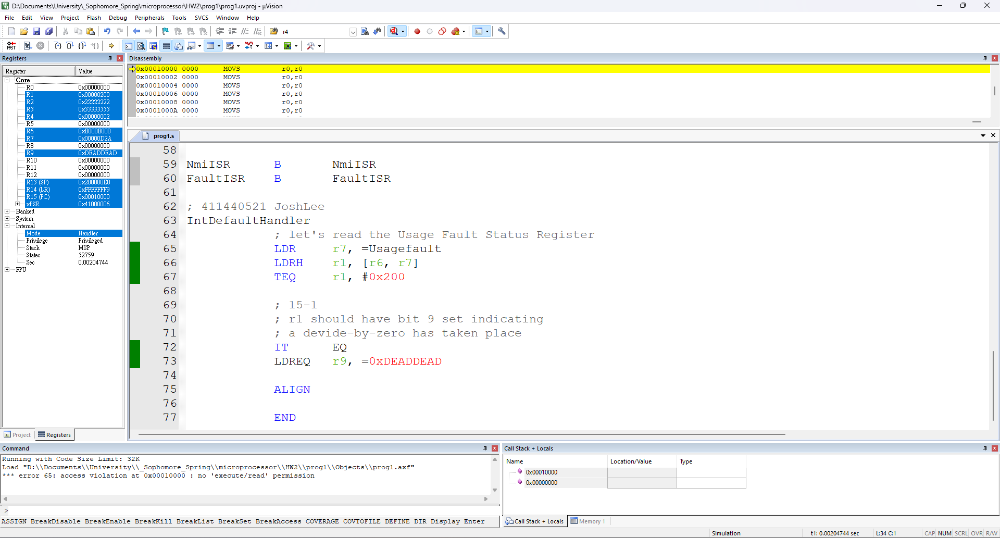 D:\Documents\University\_Sophomore_Spring\microprocessor\HW2\prog1\prog1.uvproj - µVision
File Edit View Project Flash Debug Peripherals Tools SVCS Window Help
r4
RST
Registers
Register Value
Core
R0 0x00000000
R1 0x00000200
R2 0x22222222
R3 0x33333333
R4 0x00000002
R5 0x00000000
R6 0xE000E000
R7 0x00000D2A
R8 0x00000000
R9 0xDEADDEAD
R10 0x00000000
R11 0x00000000
R12 0x00000000
R13 (SP) 0x200000E0
R14 (LR) 0xFFFFFFF9
R15 (PC) 0x00010000
xPSR 0x41000006
Banked
System
Internal
Mode Handler
Privilege Privileged
Stack MSP
States 32759
Sec 0.00204744
FPU
Project Registers
Disassembly
0x00010000 0000 MOVS r0,r0
0x00010002 0000 MOVS r0,r0
0x00010004 0000 MOVS r0,r0
0x00010006 0000 MOVS r0,r0
0x00010008 0000 MOVS r0,r0
0x0001000A 0000 MOVS r0,r0
prog1.s
58
59 NmiISR B NmiISR
60 FaultISR B FaultISR
61
62 ; 411440521 JoshLee
63 IntDefaultHandler
64 ; let's read the Usage Fault Status Register
65 LDR r7, =Usagefault
66 LDRH r1, [r6, r7]
67 TEQ r1, #0x200
68
69 ; 15-1
70 ; r1 should have bit 9 set indicating
71 ; a devide-by-zero has taken place
72 IT EQ
73 LDREQ r9, =0xDEADDEAD
74
75 ALIGN
76
77 END
Command
Running with Code Size Limit: 32K
Load "D:\\Documents\\University\\_Sophomore_Spring\\microprocessor\\HW2\\prog1\\Objects\\prog1.axf"
*** error 65: access violation at 0x00010000 : no 'execute/read' permission
>
ASSIGN BreakDisable BreakEnable BreakKill BreakList BreakSet BreakAccess COVERAGE COVTOFILE DEFINE DIR Display Enter
Call Stack + Locals
Name Location/Value Type
0x00010000
0x00000000
Call Stack + Locals Memory 1
Simulation t1: 0.00204744 sec L:34 C:1 CAP NUM SCRL OVR R/W